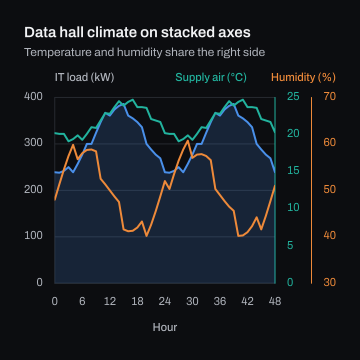 Data hall climate on stacked axes
Temperature and humidity share the right side
IT load (kW) Supply air (°C) Humidity (%)
400 25 70
300 20 60
15
200 50
10
100 5 40
0 0 30
0 6 12 18 24 30 36 42 48
Hour